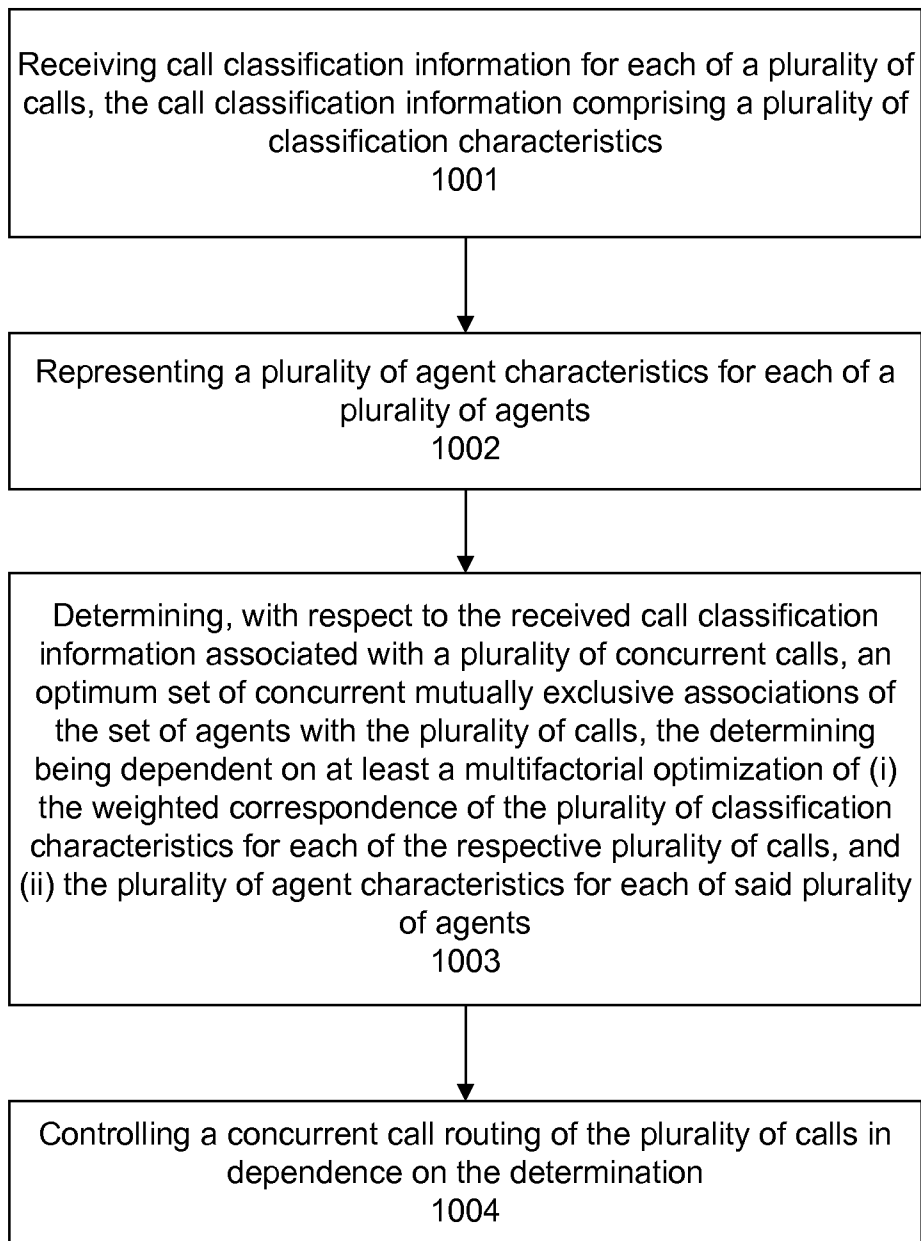 Receiving call classification information for each of a plurality of
calls, the call classification information comprising a plurality of
classification characteristics
1001
Representing a plurality of agent characteristics for each of a
plurality of agents
1002
Determining, with respect to the received call classification
information associated with a plurality of concurrent calls, an
optimum set of concurrent mutually exclusive associations of
the set of agents with the plurality of calls, the determining
being dependent on at least a multifactorial optimization of (i)
the weighted correspondence of the plurality of classification
characteristics for each of the respective plurality of calls, and
(ii) the plurality of agent characteristics for each of said plurality
of agents
1003
Controlling a concurrent call routing of the plurality of calls in
dependence on the determination
1004